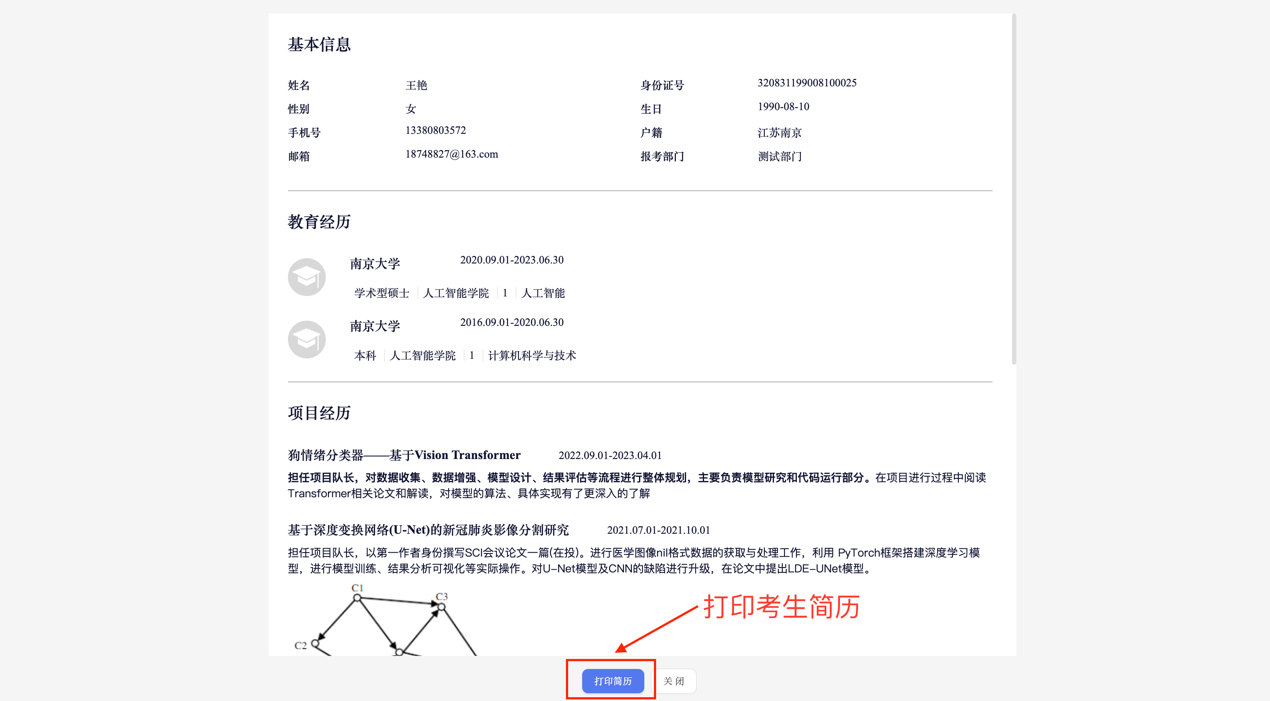 基本信息
姓名 王艳 身份证号 320831199008100025
性别 女 生日 1990-08-10
手机号 13380803572 户籍 江苏南京
邮箱 18748827@163.com 报考部门 测试部门
教育经历
南京大学 2020.09.01-2023.06.30
学术型硕士 人工智能学院 1 人工智能
南京大学 2016.09.01-2020.06.30
本科 人工智能学院 1 计算机科学与技术
项目经历
狗情绪分类器——基于Vision Transformer 2022.09.01-2023.04.01
担任项目队长，对数据收集、数据增强、模型设计、结果评估等流程进行整体规划，主要负责模型研究和代码运行部分。在项目进行过程中阅读
Transformer相关论文和解读，对模型的算法、具体实现有了更深入的了解
基于深度变换网络(U-Net)的新冠肺炎影像分割研究 2021.07.01-2021.10.01
担任项目队长，以第一作者身份撰写SCI会议论文一篇(在投)。进行医学图像nil格式数据的获取与处理工作，利用 PyTorch框架搭建深度学习模
型，进行模型训练、结果分析可视化等实际操作。对U-Net模型及CNN的缺陷进行升级，在论文中提出LDE-UNet模型。
C1
C3
打印考生简历
C2
打印简历 关 闭